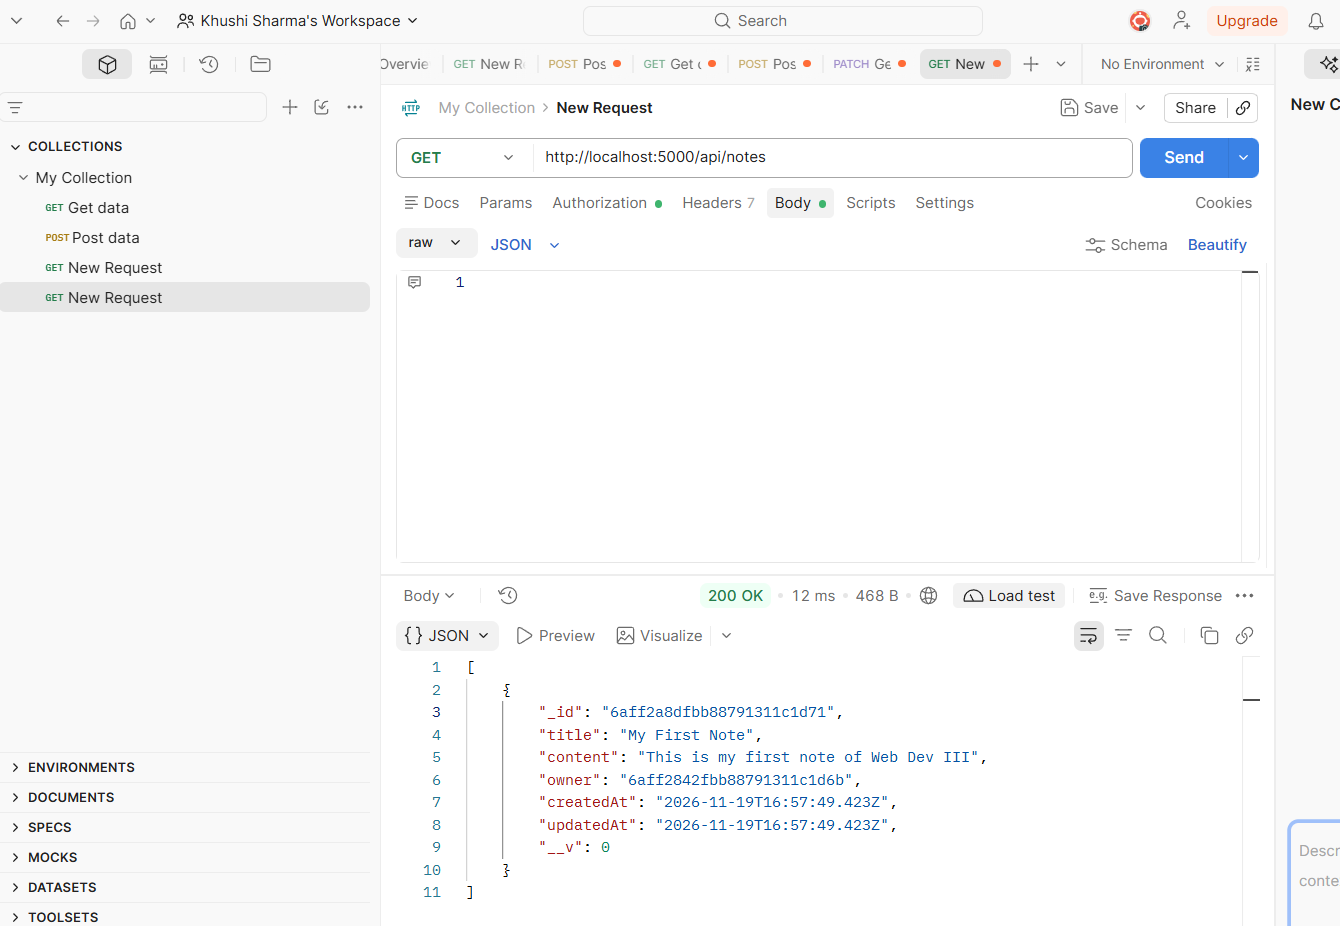 Khushi Sharma's Workspace
Search
Upgrade
Overvie
GET New R
POST Pos
GET Get
POST Pos
PATCH Ge
GET New
No Environment
HTTP My Collection > New Request
Save
Share
New C
GET
http://localhost:5000/api/notes
Send
Docs
Params
Authorization
Headers 7
Body
Scripts
Settings
Cookies
raw
JSON
Schema
Beautify
1
COLLECTIONS
My Collection
GET Get data
POST Post data
GET New Request
GET New Request
ENVIRONMENTS
DOCUMENTS
SPECS
MOCKS
DATASETS
TOOLSETS
Body
200 OK
12 ms
468 B
Load test
e.g. Save Response
{} JSON
Preview
Visualize
1 [
2 {
3 "_id": "6aff2a8dfbb88791311c1d71",
4 "title": "My First Note",
5 "content": "This is my first note of Web Dev III",
6 "owner": "6aff2842fbb88791311c1d6b",
7 "createdAt": "2026-11-19T16:57:49.423Z",
8 "updatedAt": "2026-11-19T16:57:49.423Z",
9 "__v": 0
10 }
11 ]
Descr
conte